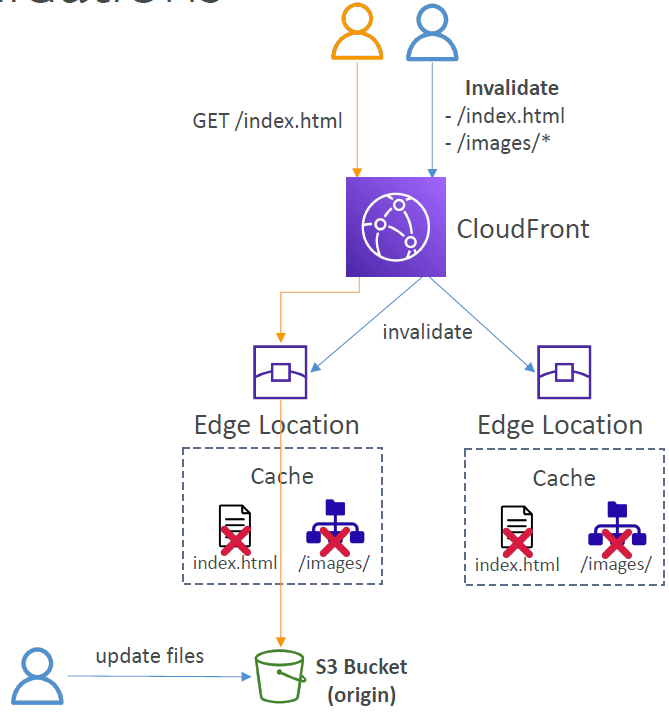 GET /index.html
Invalidate
- /index.html
- /images/*
CloudFront
invalidate
Edge Location
Edge Location
Cache
index.html
/images/
Cache
index.html
/images/
update files
S3 Bucket
(origin)